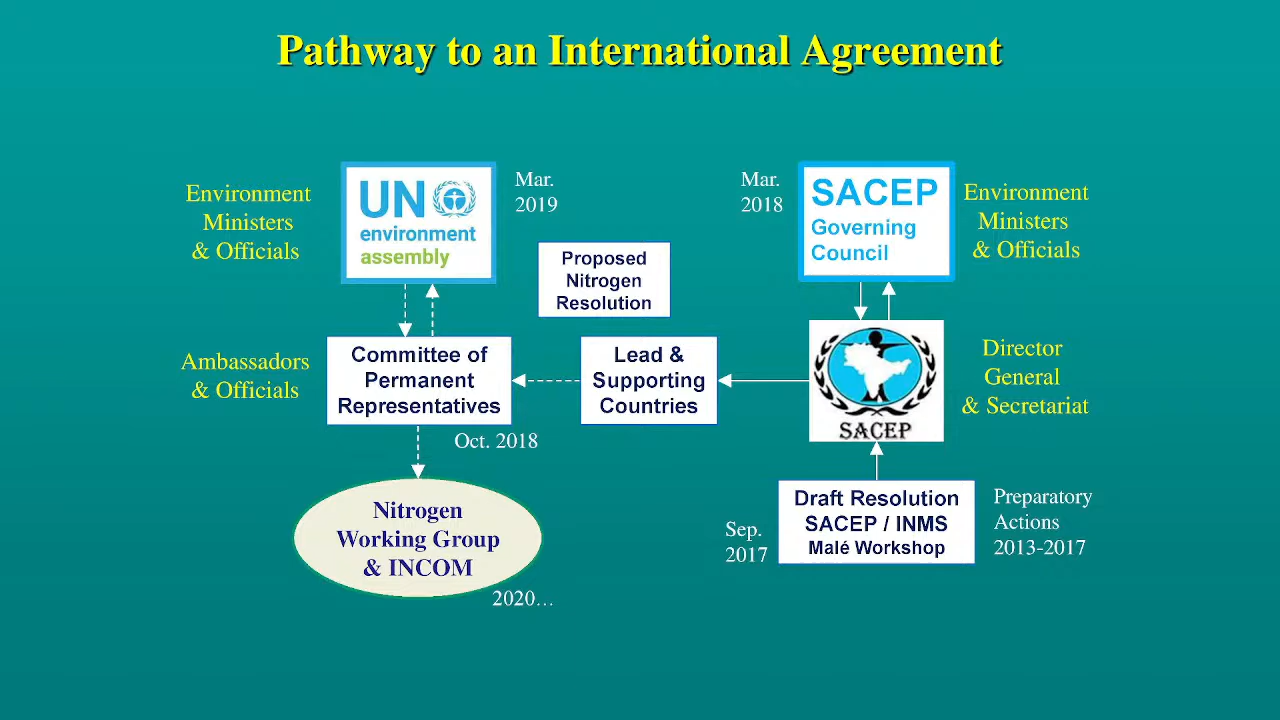 Pathway to an International Agreement
Environment
Ministers
& Officials
UN
environment
assembly
Mar.
2019
Mar.
2018
SACEP
Governing
Council
Environment
Ministers
& Officials
Proposed
Nitrogen
Resolution
Ambassadors
& Officials
Committee of
Permanent
Representatives
Lead &
Supporting
Countries
SACEP
Director
General
& Secretariat
Oct. 2018
Nitrogen
Working Group
& INCOM
2020…
Sep.
2017
Draft Resolution
SACEP / INMS
Malé Workshop
Preparatory
Actions
2013-2017